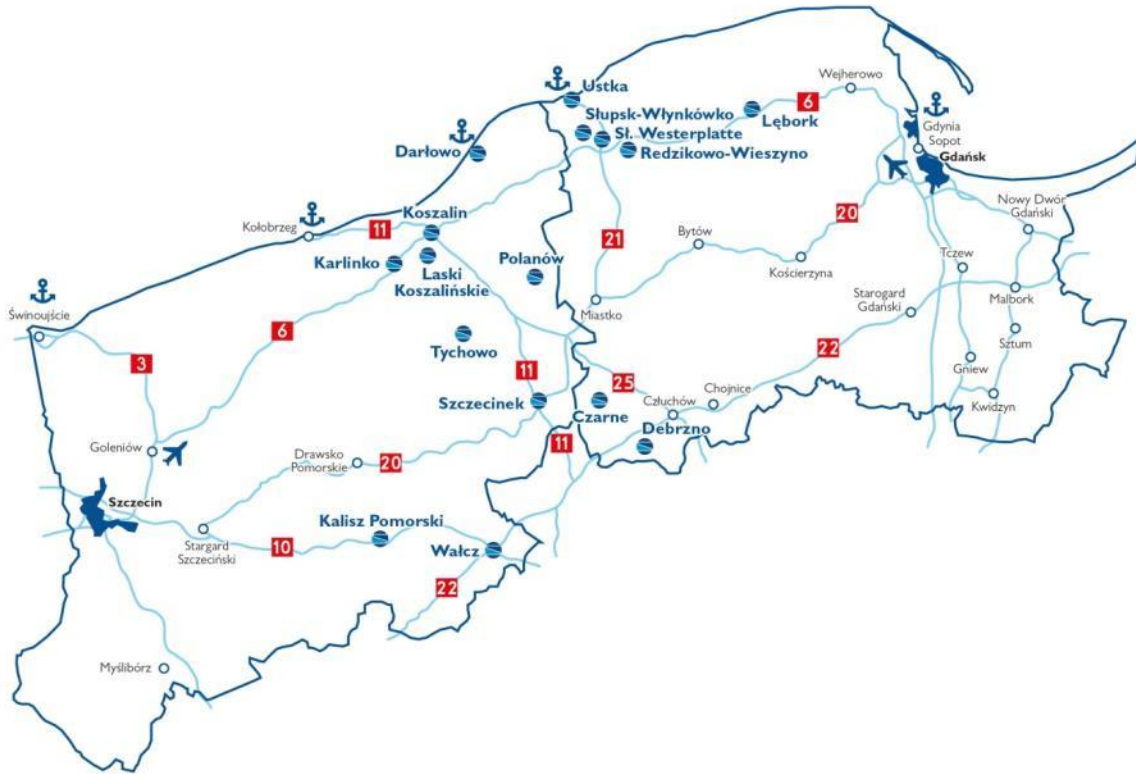 Ustka
Wejherowo
6
Słupsk-Włynkówko
Lębork
Sł. Westerplatte
Gdynia
Sopot
Redzikowo-Wieszyno
Darłowo
Gdańsk
Nowy Dwór
Gdański
Koszalin
20
Kołobrzeg
11
21
Bytów
Karlinko
Laski
Koszalińskie
Polanów
Kościerzyna
Tczew
Malbork
Miastko
Starogard
Gdański
Świnoujście
6
Sztum
Tychowo
22
3
11
25
Gniew
Kwidzyn
Szczecinek
Czarne
Człuchów
Chojnice
Debrzno
11
Goleniów
Drawsko
Pomorskie
20
Szczecin
Kalisz Pomorski
Stargard
Szczeciński
10
Wałcz
22
Myślibórz